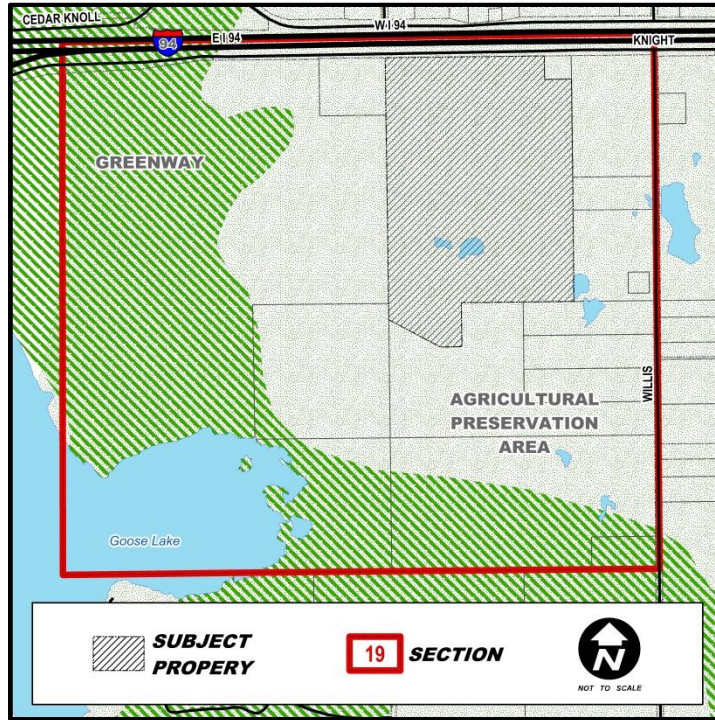 CEDAR KNOLL
W I 94
E I 94
94
KNIGHT
GREENWAY
WILLIS
AGRICULTURAL
PRESERVATION
AREA
Goose Lake
SUBJECT
PROPERY
19
SECTION
N
NOT TO SCALE